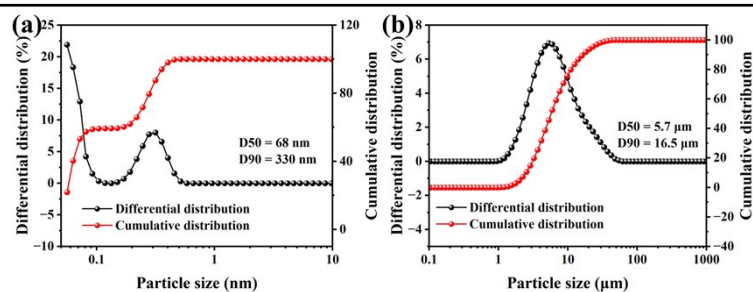 (a)
25
20
15
10
5
0
−5
−10
Differential distribution (%)
120
90
60
30
0
Cumulative distribution
D50 = 68 nm
D90 = 330 nm
Differential distribution
Cumulative distribution
0.1
1
10
Particle size (nm)
(b)
8
6
4
2
0
−2
−4
Differential distribution (%)
100
80
60
40
20
0
−20
−40
Cumulative distribution
D50 = 5.7 μm
D90 = 16.5 μm
Differential distribution
Cumulative distribution
0.1
1
10
100
1000
Particle size (μm)